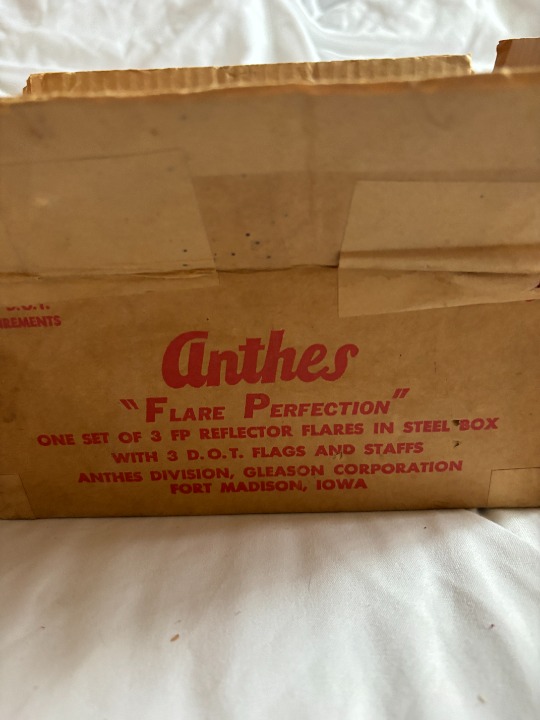 D.O.T.
REMENTS
Anthes
"FLARE PERFECTION"
ONE SET OF 3 FP REFLECTOR FLARES IN STEEL BOX
WITH 3 D.O.T. FLAGS AND STAFFS
ANTHES DIVISION, GLEASON CORPORATION
FORT MADISON, IOWA